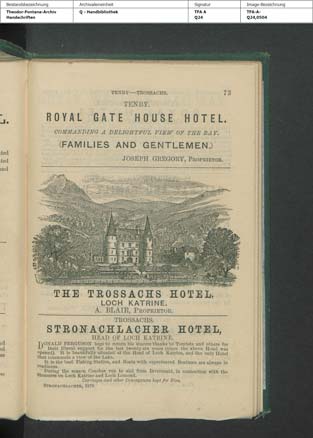 Bestandsbezeichnung Archivaleneinheit Signatur Image-Bezeichnung
Theodor-Fontane-Archiv Q - Handbibliothek TFA A TFA-A-
Handschriften Q24 Q24,0504
TENBY—TROSSACHS. 73
TENBY.
ROYAL GATE HOUSE HOTEL.
COMMANDING A DELIGHTFUL VIEW OF THE BAY.
(FAMILIES AND GENTLEMEN.)
JOSEPH GREGORY, PROPRIETOR.
THE TROSSACHS HOTEL,
LOCH KATRINE.
A. BLAIR, PROPRIETOR.
TROSSACHS.
STRONACHLACHER HOTEL,
HEAD OF LOCH KATRINE.
DONALD FERGUSON begs to return his sincere thanks to Tourists and others for
their liberal support for the last twenty-six years (since the above Hotel was
opened). It is beautifully situated at the Head of Loch Katrine, and the only Hotel
that commands a view of the Lake.
It is the best Fishing Station, and Boats with experienced Boatmen are always in
readiness.
During the season Coaches run to and from Inversnaid, in connection with the
Steamers on Loch Katrine and Loch Lomond.
Carriages and other Conveyances kept for Hire.